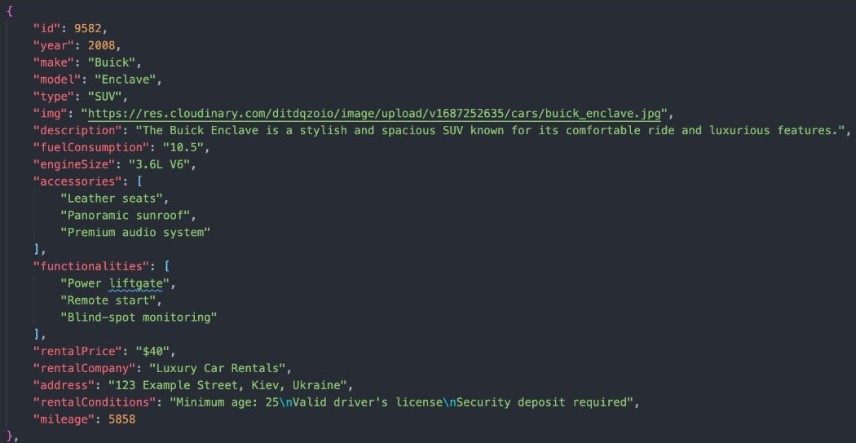 {
"id": 9582,
"year": 2008,
"make": "Buick",
"model": "Enclave",
"type": "SUV",
"img": "https://res.cloudinary.com/ditdqzoio/image/upload/v1687252635/cars/buick_enclave.jpg",
"description": "The Buick Enclave is a stylish and spacious SUV known for its comfortable ride and luxurious features.",
"fuelConsumption": "10.5",
"engineSize": "3.6L V6",
"accessories": [
"Leather seats",
"Panoramic sunroof",
"Premium audio system"
],
"functionalities": [
"Power liftgate",
"Remote start",
"Blind-spot monitoring"
],
"rentalPrice": "$40",
"rentalCompany": "Luxury Car Rentals",
"address": "123 Example Street, Kiev, Ukraine",
"rentalConditions": "Minimum age: 25\nValid driver's license\nSecurity deposit required",
"mileage": 5858
},